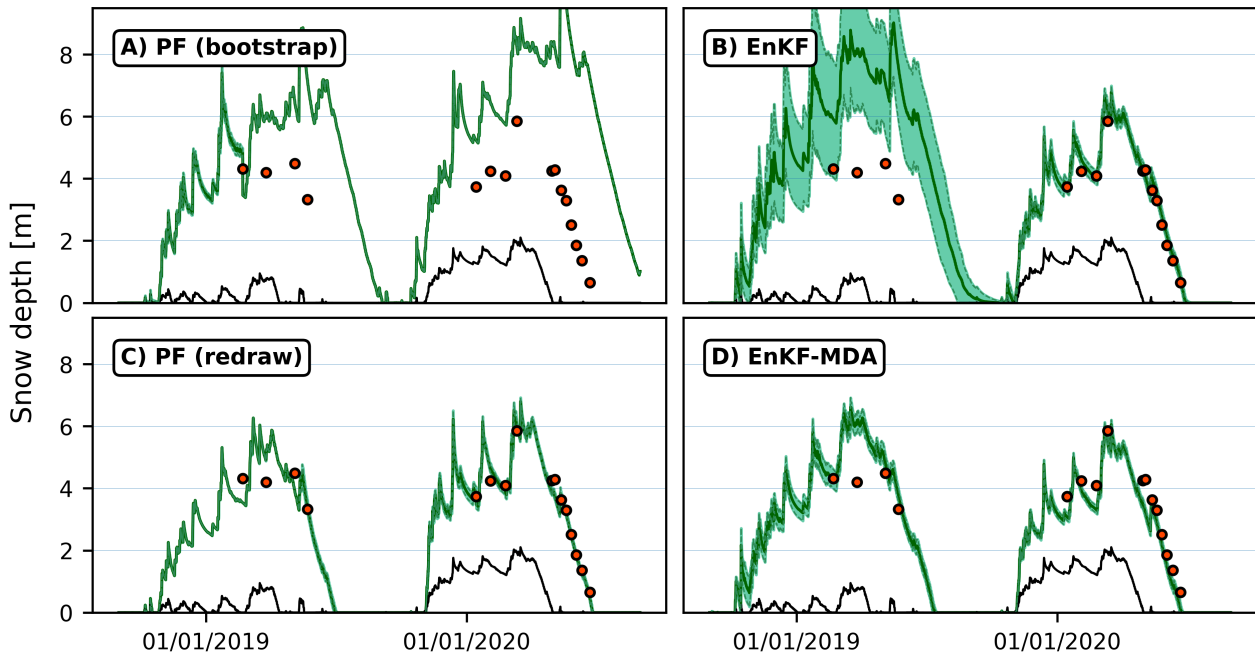 A) PF (bootstrap)
B) EnKF
8
6
4
2
0
C) PF (redraw)
D) EnKF-MDA
8
6
4
2
0
Snow depth [m]
01/01/2019
01/01/2020
01/01/2019
01/01/2020